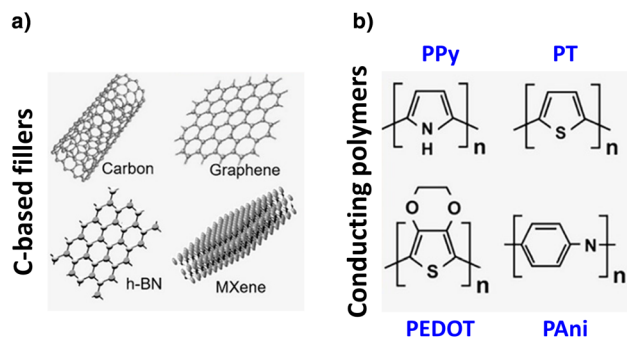 a)
C-based fillers
Carbon
Graphene
h-BN
MXene
b)
Conducting polymers
PPy
PT
N
H
n
S
n
O
O
S
n
N
n
PEDOT
PAni